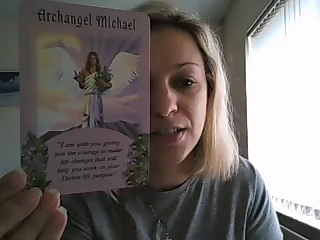 Archangel Michael
"I am with you, giving
you the courage to make
life changes that will
help you work on your
Divine life purpose"